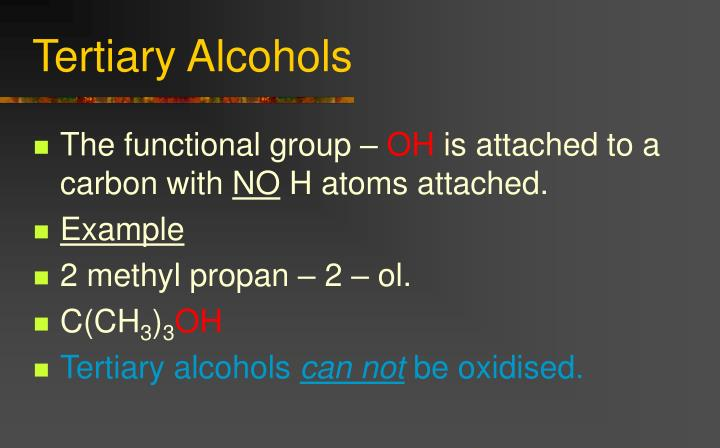 Tertiary Alcohols
The functional group – OH is attached to a
carbon with NO H atoms attached.
Example
2 methyl propan – 2 – ol.
C(CH₃)₃OH
Tertiary alcohols can not be oxidised.